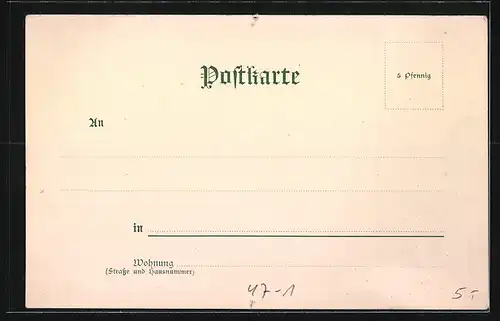 Postkarte
5 Pfennig
An
in
Wohnung
(Straße und Hausnummer)
47-1
5.-